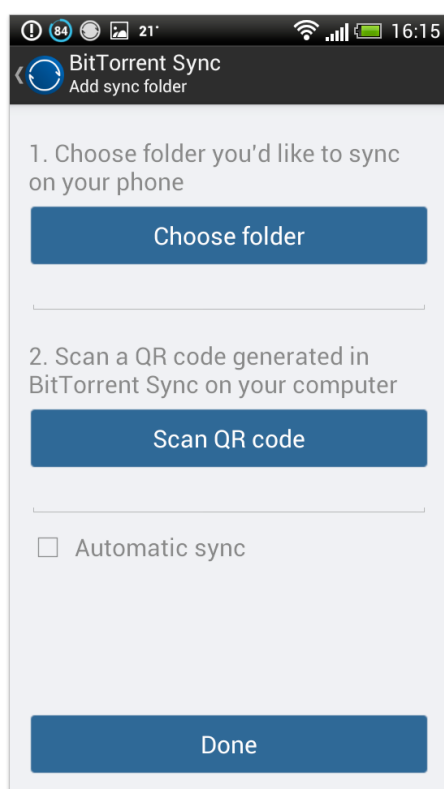 84 21° 16:15
BitTorrent Sync
Add sync folder
1. Choose folder you'd like to sync
on your phone
Choose folder
2. Scan a QR code generated in
BitTorrent Sync on your computer
Scan QR code
Automatic sync
Done